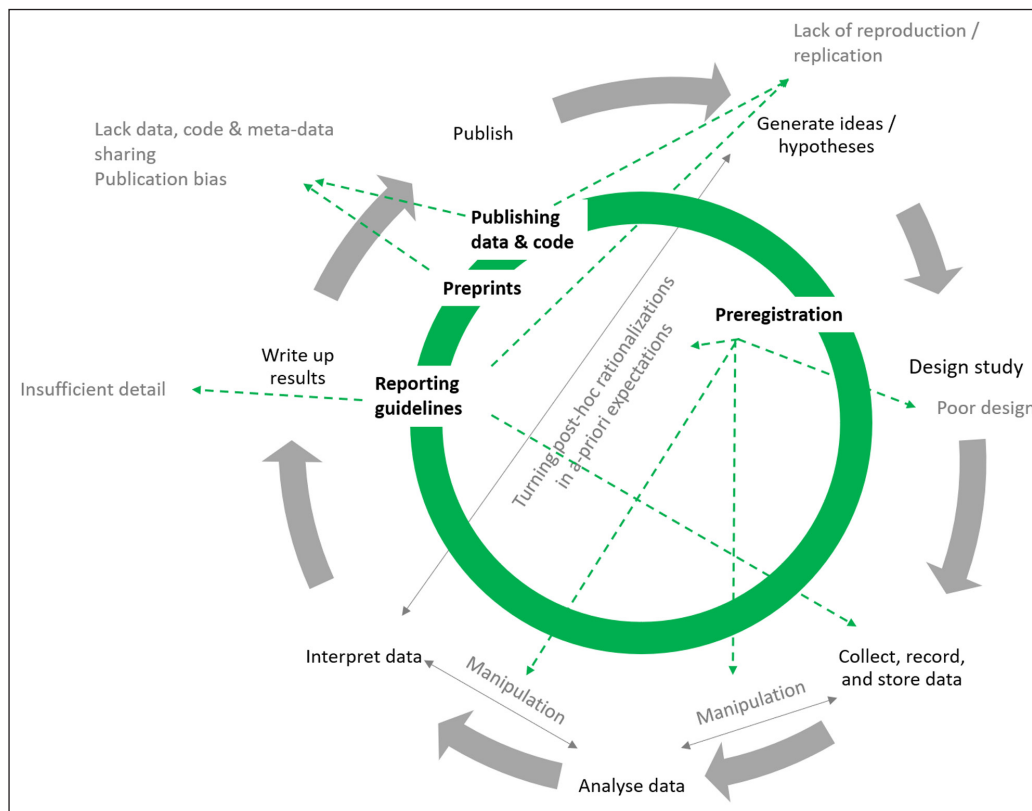 Lack of reproduction /
replication
Generate ideas /
hypotheses
Publish
Lack data, code & meta-data
sharing
Publication bias
Publishing
data & code
Preprints
Preregistration
Turning post-hoc rationalizations
in a-priori expectations
Design study
Poor design
Write up
results
Insufficient detail
Reporting
guidelines
Interpret data
Manipulation
Manipulation
Collect, record,
and store data
Analyse data